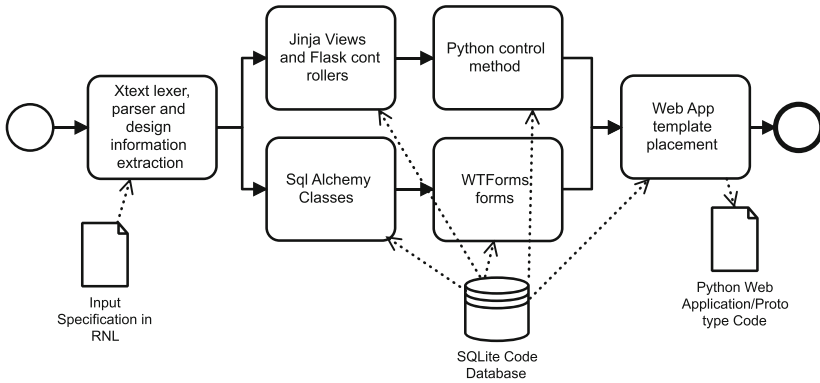 Xtext lexer,
parser and
design
information
extraction
Jinja Views
and Flask cont
rollers
Python control
method
Sql Alchemy
Classes
WTForms
forms
Web App
template
placement
Input
Specification in
RNL
SQLite Code
Database
Python Web
Application/Proto
type Code